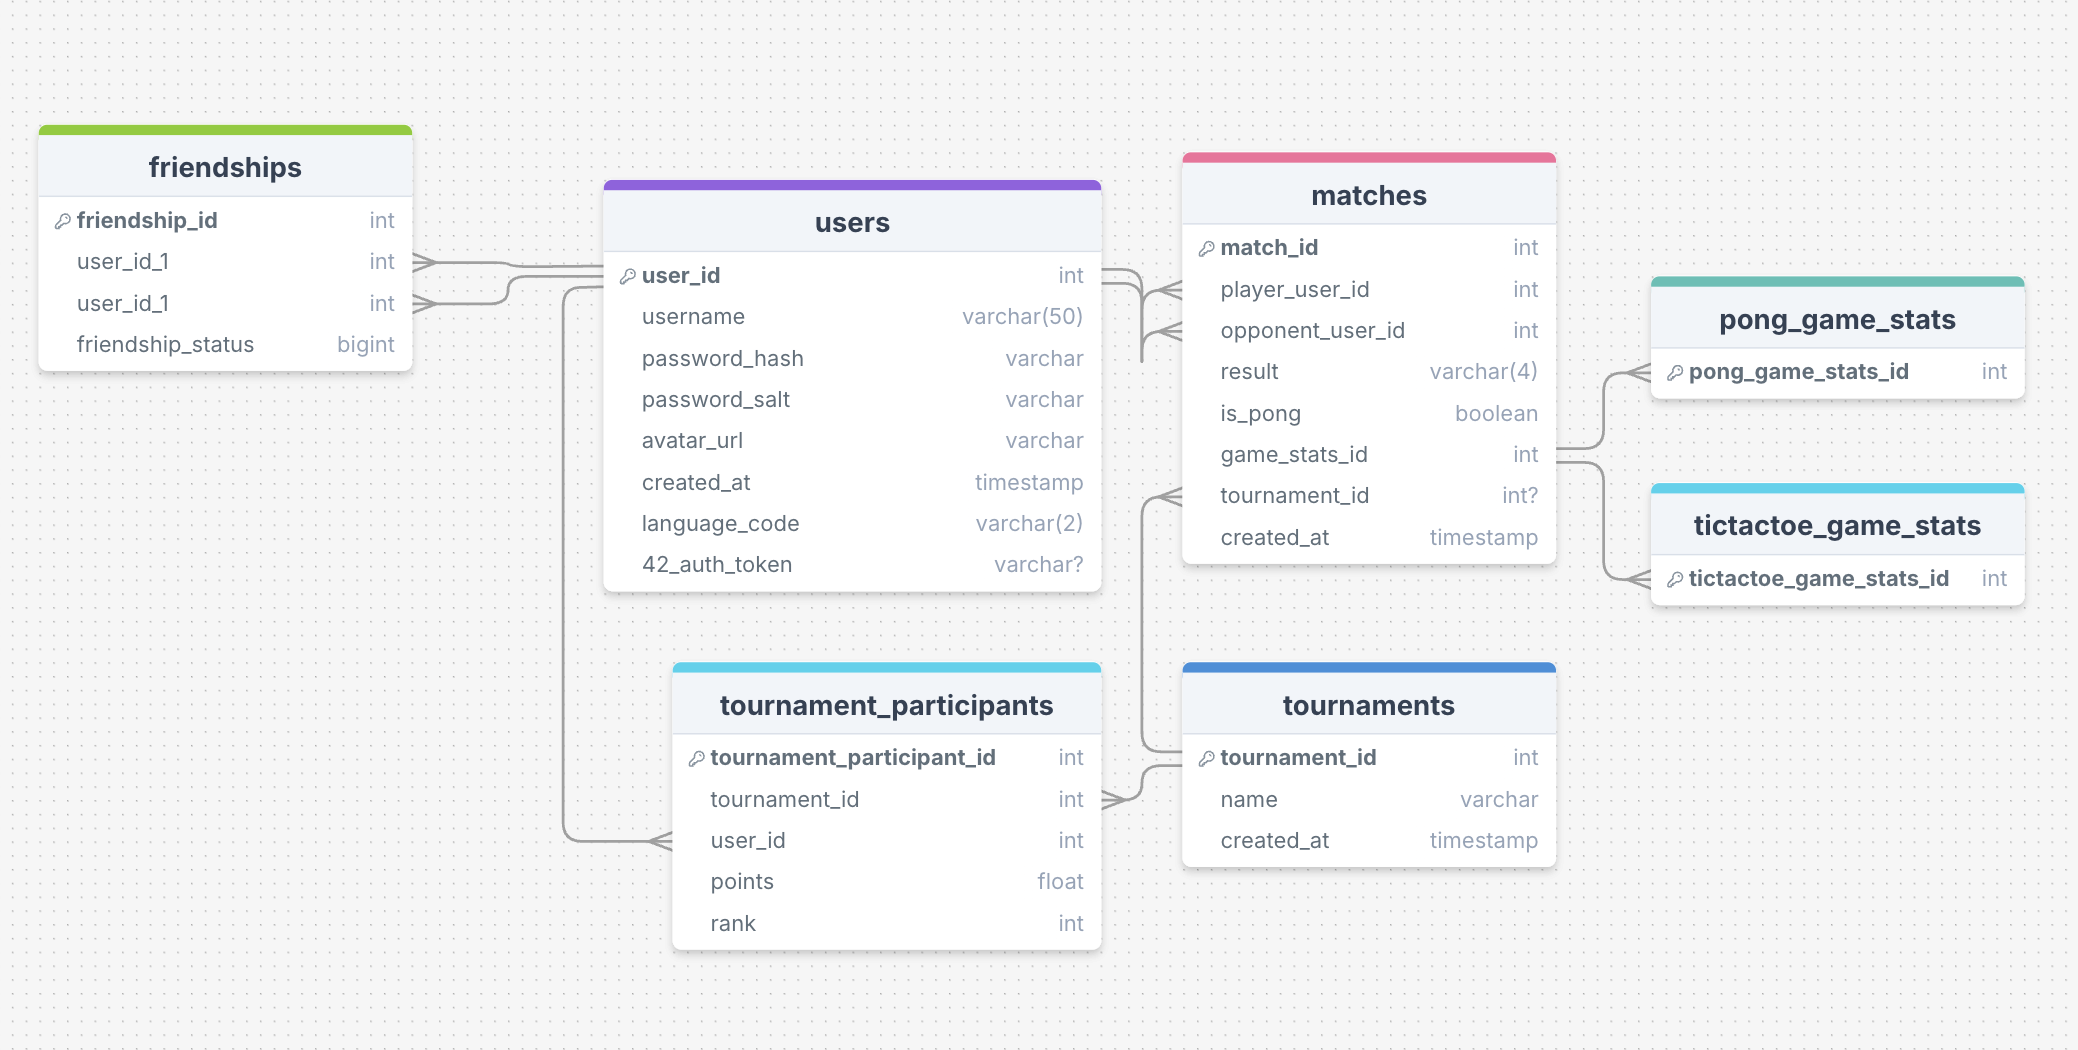 friendships
friendship_id int
user_id_1 int
user_id_1 int
friendship_status bigint
users
user_id int
username varchar(50)
password_hash varchar
password_salt varchar
avatar_url varchar
created_at timestamp
language_code varchar(2)
42_auth_token varchar?
matches
match_id int
player_user_id int
opponent_user_id int
result varchar(4)
is_pong boolean
game_stats_id int
tournament_id int?
created_at timestamp
pong_game_stats
pong_game_stats_id int
tictactoe_game_stats
tictactoe_game_stats_id int
tournament_participants
tournament_participant_id int
tournament_id int
user_id int
points float
rank int
tournaments
tournament_id int
name varchar
created_at timestamp